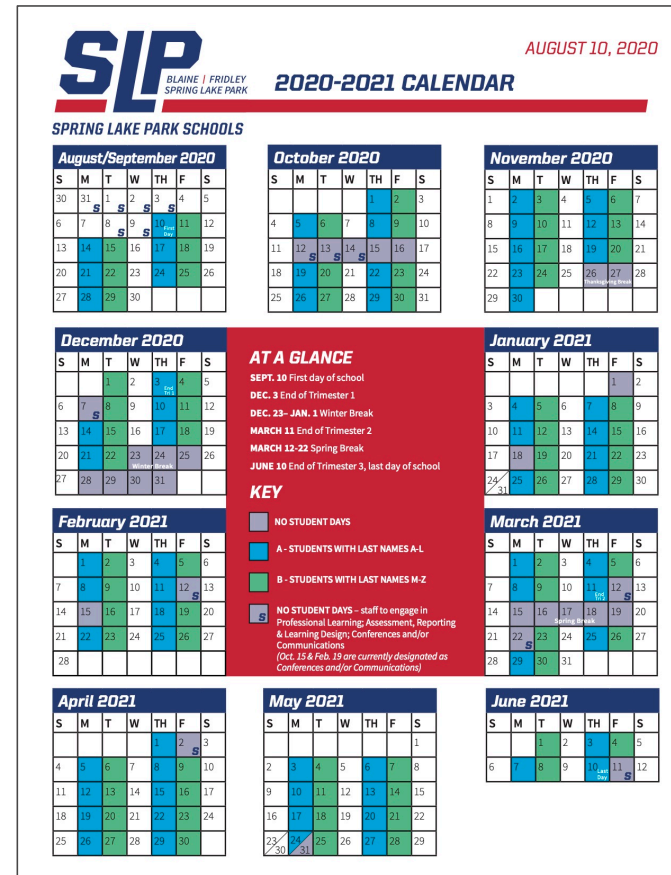 SLP
BLAINE | FRIDLEY
SPRING LAKE PARK
AUGUST 10, 2020
2020-2021 CALENDAR
SPRING LAKE PARK SCHOOLS
August/September 2020
S M T W TH F S
30 31 S 1 S 2 S 3 S 4 5
6 7 8 S 9 S 10 First Day 11 12
13 14 15 16 17 18 19
20 21 22 23 24 25 26
27 28 29 30
October 2020
S M T W TH F S
1 2 3
4 5 6 7 8 9 10
11 12 S 13 S 14 S 15 16 17
18 19 20 21 22 23 24
25 26 27 28 29 30 31
November 2020
S M T W TH F S
1 2 3 4 5 6 7
8 9 10 11 12 13 14
15 16 17 18 19 20 21
22 23 24 25 26 27 28
Thanksgiving Break
29 30
December 2020
S M T W TH F S
1 2 3 End Tri 1 4 5
6 7 S 8 9 10 11 12
13 14 15 16 17 18 19
20 21 22 23 24 25 26
Winter Break
27 28 29 30 31
AT A GLANCE
SEPT. 10 First day of school
DEC. 3 End of Trimester 1
DEC. 23– JAN. 1 Winter Break
MARCH 11 End of Trimester 2
MARCH 12-22 Spring Break
JUNE 10 End of Trimester 3, last day of school
KEY
NO STUDENT DAYS
A - STUDENTS WITH LAST NAMES A-L
B - STUDENTS WITH LAST NAMES M-Z
S NO STUDENT DAYS – staff to engage in
Professional Learning; Assessment, Reporting
& Learning Design; Conferences and/or
Communications
(Oct. 15 & Feb. 19 are currently designated as
Conferences and/or Communications)
January 2021
S M T W TH F S
1 2
3 4 5 6 7 8 9
10 11 12 13 14 15 16
17 18 19 20 21 22 23
24/31 25 26 27 28 29 30
February 2021
S M T W TH F S
1 2 3 4 5 6
7 8 9 10 11 12 S 13
14 15 16 17 18 19 20
21 22 23 24 25 26 27
28
March 2021
S M T W TH F S
1 2 3 4 5 6
7 8 9 10 11 End Tri 2 12 S 13
14 15 16 17 18 19 20
Spring Break
21 22 S 23 24 25 26 27
28 29 30 31
April 2021
S M T W TH F S
1 2 S 3
4 5 6 7 8 9 10
11 12 13 14 15 16 17
18 19 20 21 22 23 24
25 26 27 28 29 30
May 2021
S M T W TH F S
1
2 3 4 5 6 7 8
9 10 11 12 13 14 15
16 17 18 19 20 21 22
23/30 24/31 25 26 27 28 29
June 2021
S M T W TH F S
1 2 3 4 5
6 7 8 9 10 Last Day 11 S 12